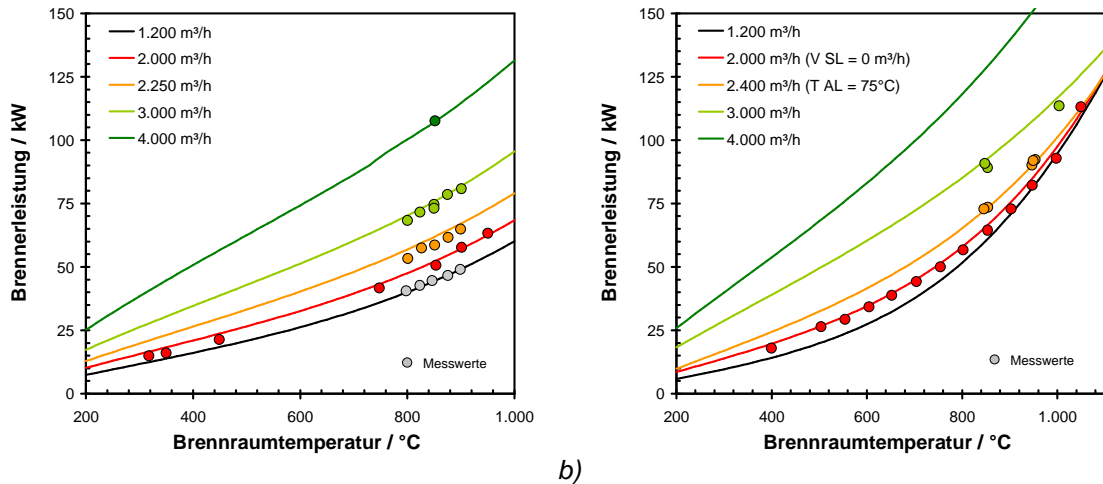 150
125
100
75
50
25
0
Brennerleistung / kW
1.200 m³/h
2.000 m³/h
2.250 m³/h
3.000 m³/h
4.000 m³/h
Messwerte
200 400 600 800 1.000
Brennraumtemperatur / °C
150
125
100
75
50
25
0
Brennerleistung / kW
1.200 m³/h
2.000 m³/h (V SL = 0 m³/h)
2.400 m³/h (T AL = 75°C)
3.000 m³/h
4.000 m³/h
Messwerte
200 400 600 800 1.000
Brennraumtemperatur / °C
b)